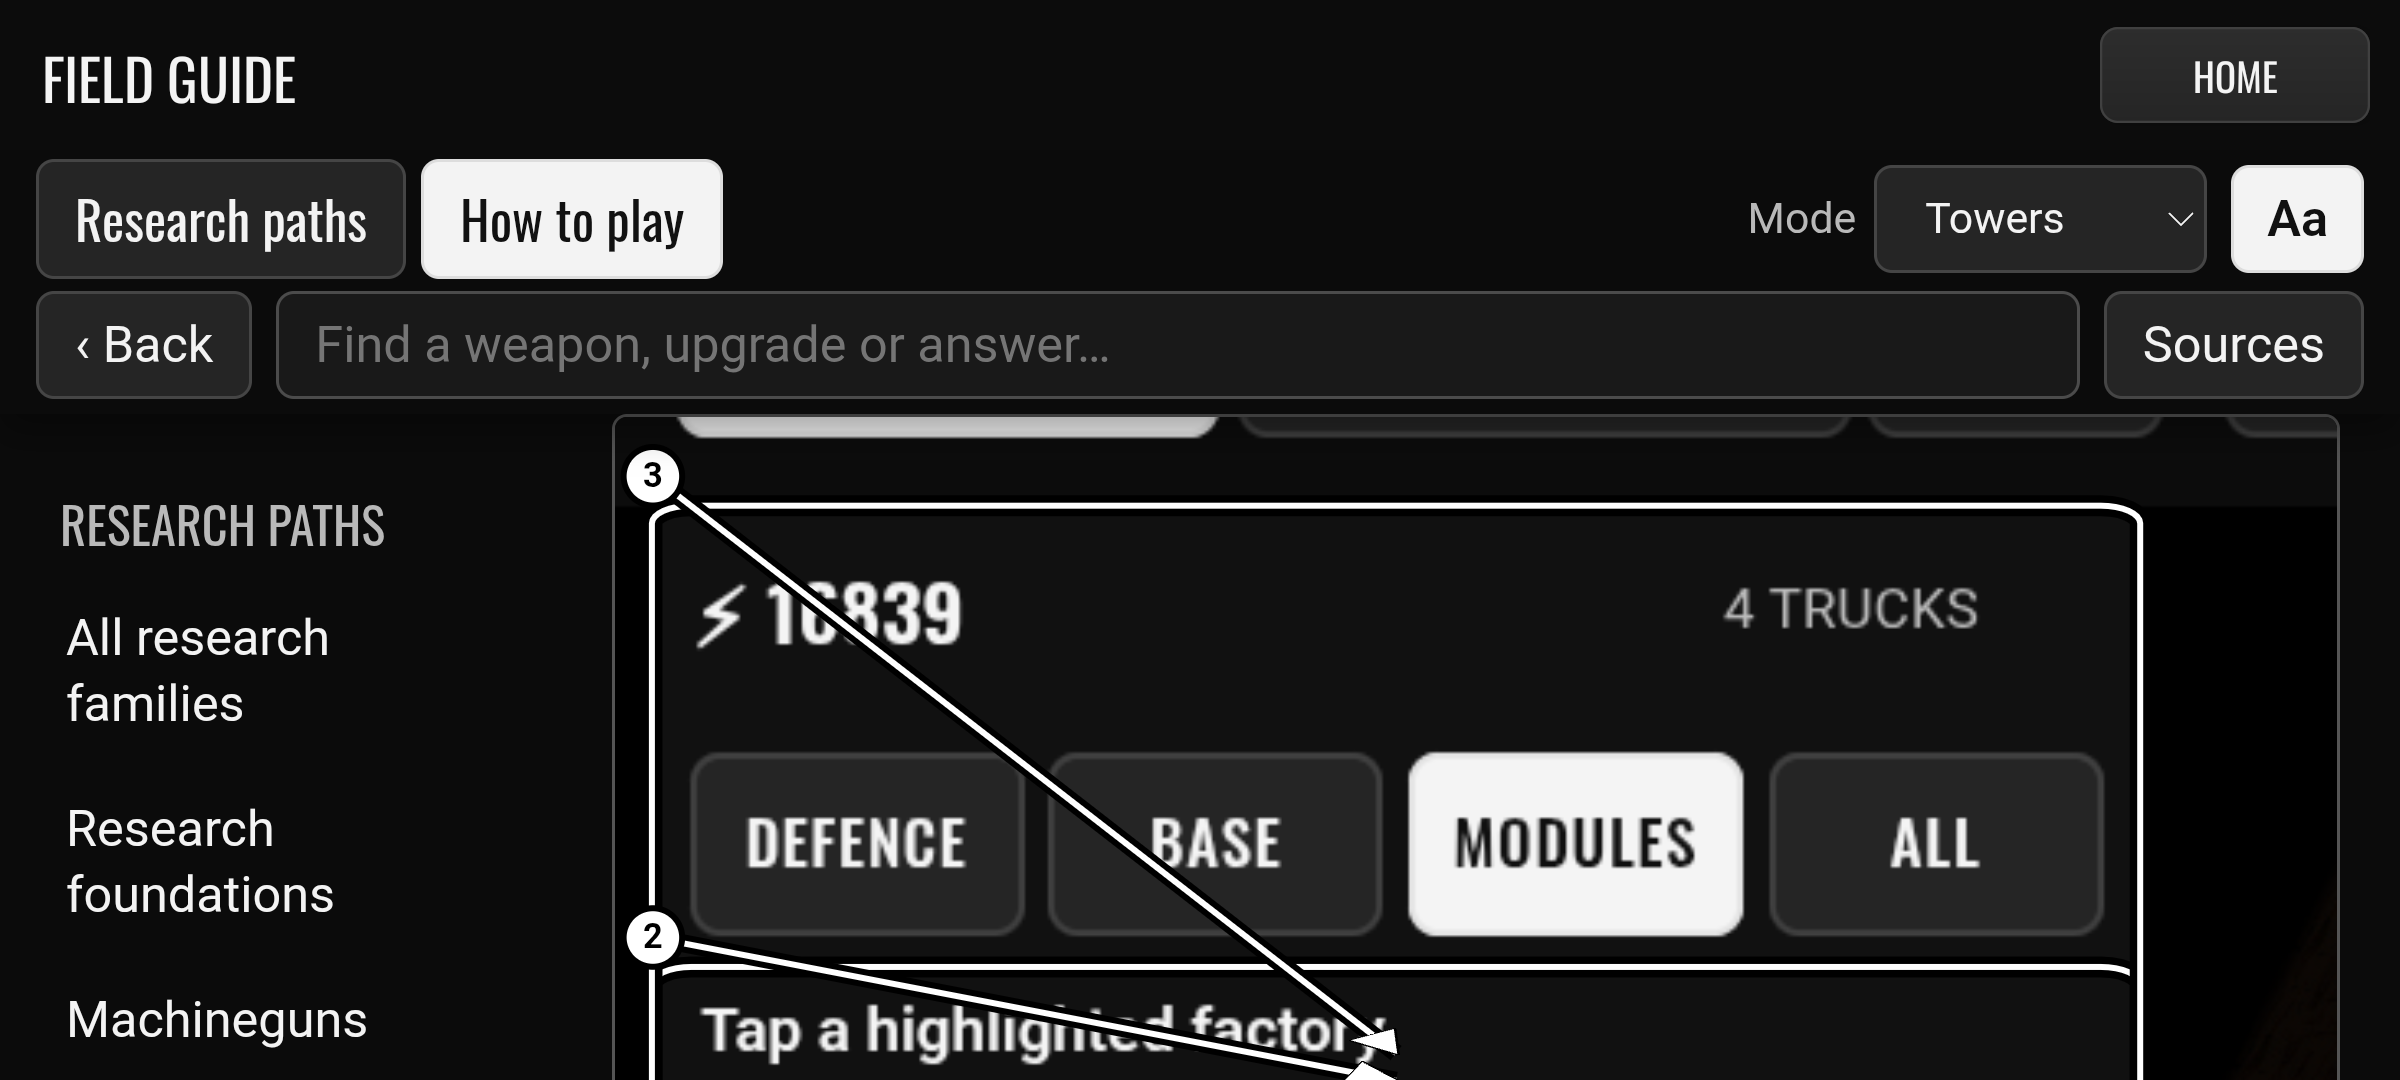 FIELD GUIDE
HOME
Research paths
How to play
Mode
Towers
Aa
‹ Back
Find a weapon, upgrade or answer...
Sources
3
RESEARCH PATHS
16839
4 TRUCKS
All research
families
DEFENCE
BASE
MODULES
ALL
Research
foundations
2
Machineguns
Tap a highlighted factory.